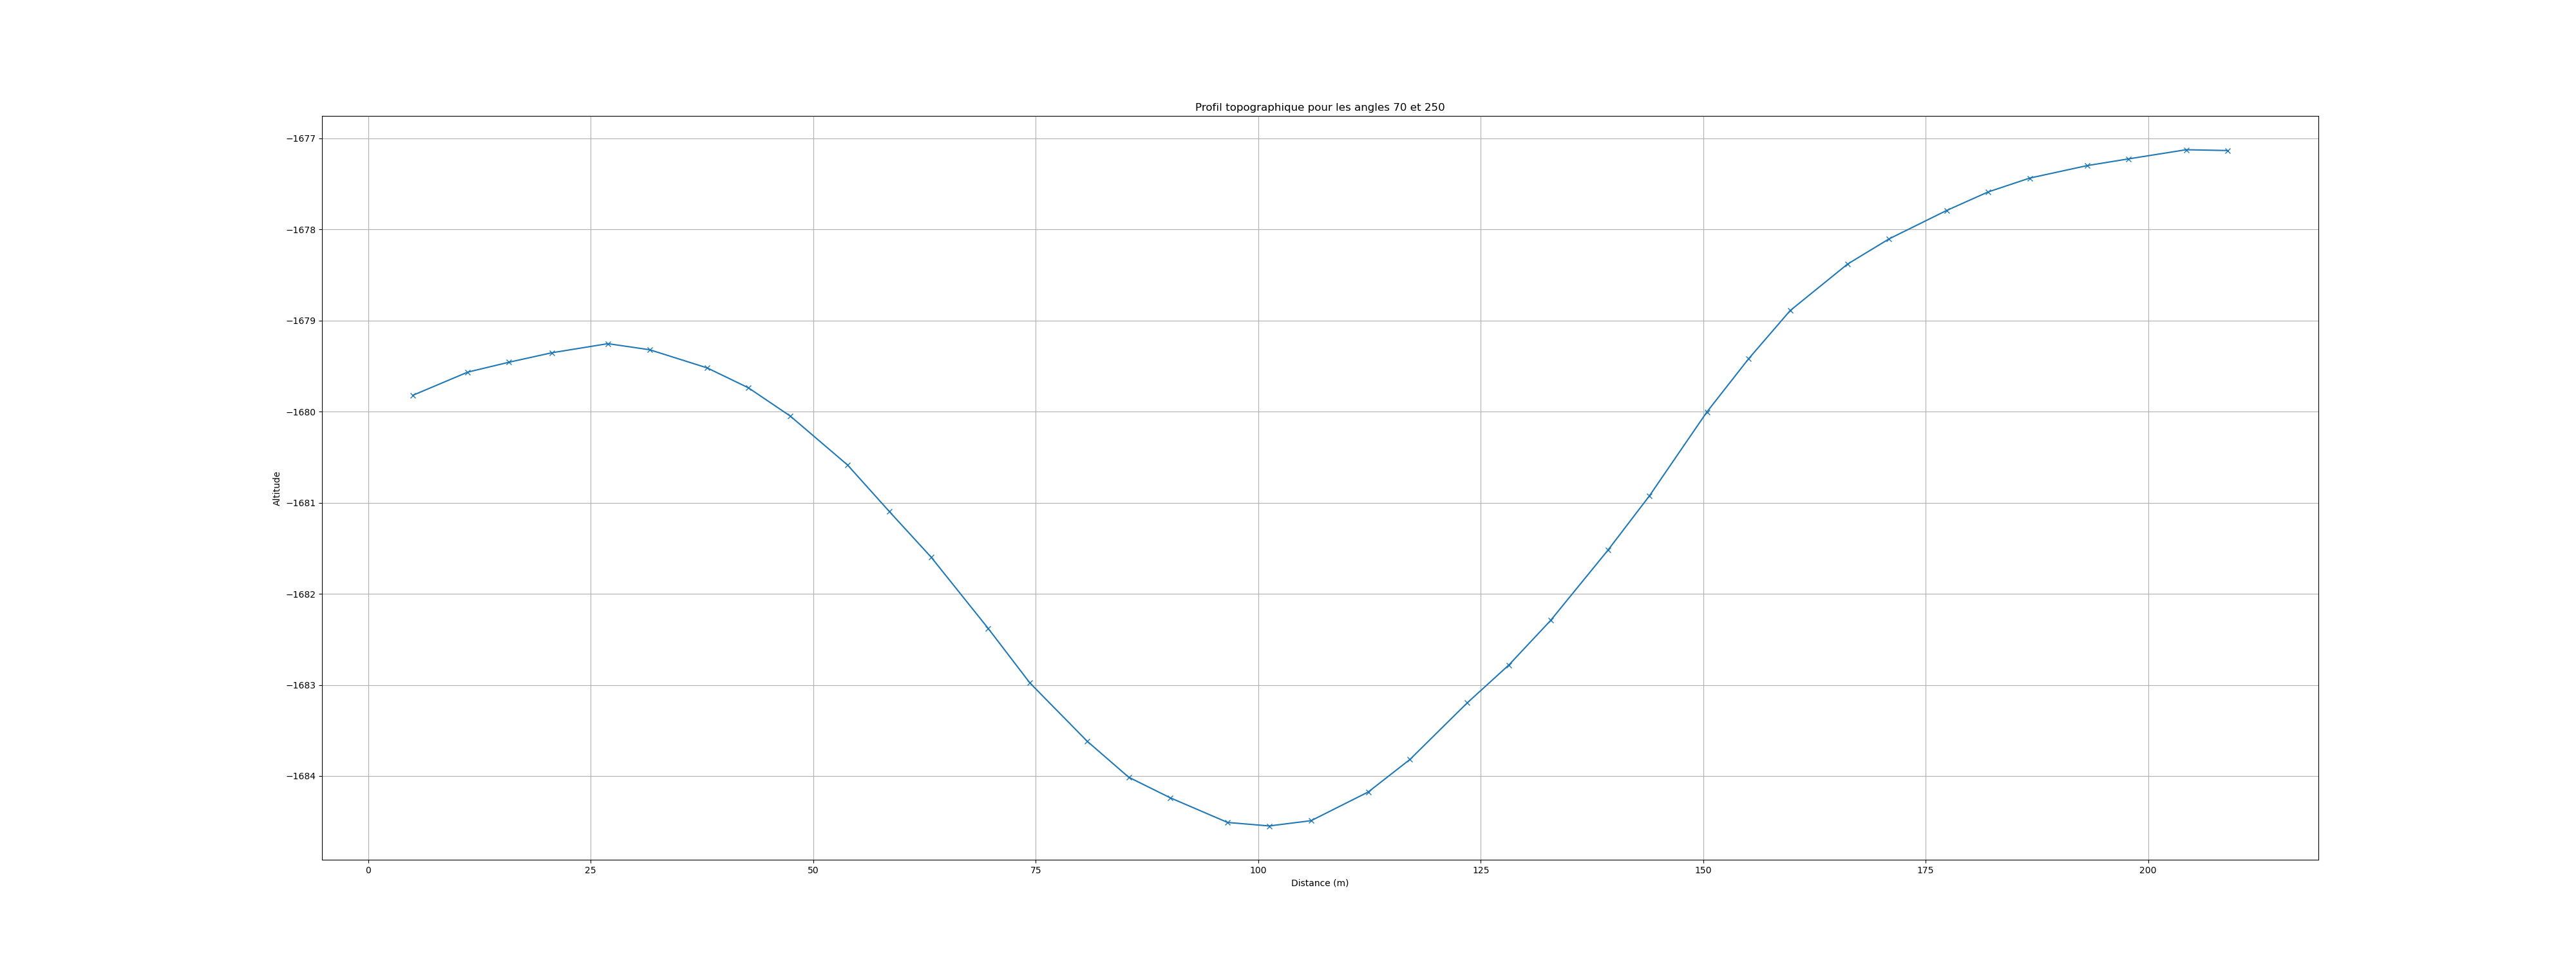 Profil topographique pour les angles 70 et 250
−1677
−1678
−1679
−1680
−1681
−1682
−1683
−1684
Altitude
0 25 50 75 100 125 150 175 200
Distance (m)